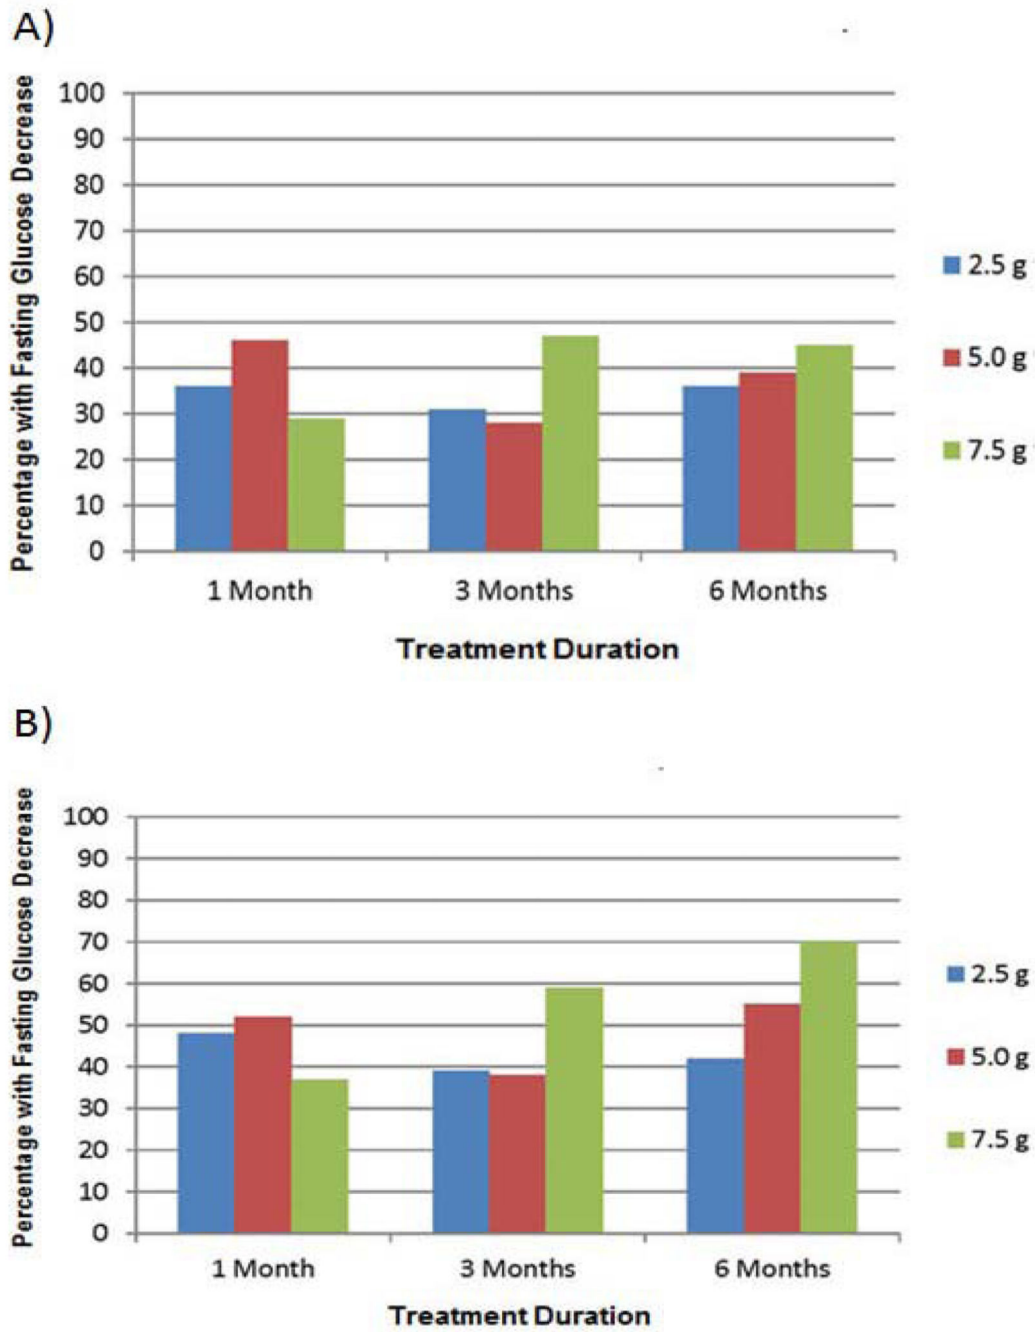 A)
Percentage with Fasting Glucose Decrease
100
90
80
70
60
50
40
30
20
10
0
1 Month 3 Months 6 Months
Treatment Duration
2.5 g
5.0 g
7.5 g
B)
Percentage with Fasting Glucose Decrease
100
90
80
70
60
50
40
30
20
10
0
1 Month 3 Months 6 Months
Treatment Duration
2.5 g
5.0 g
7.5 g